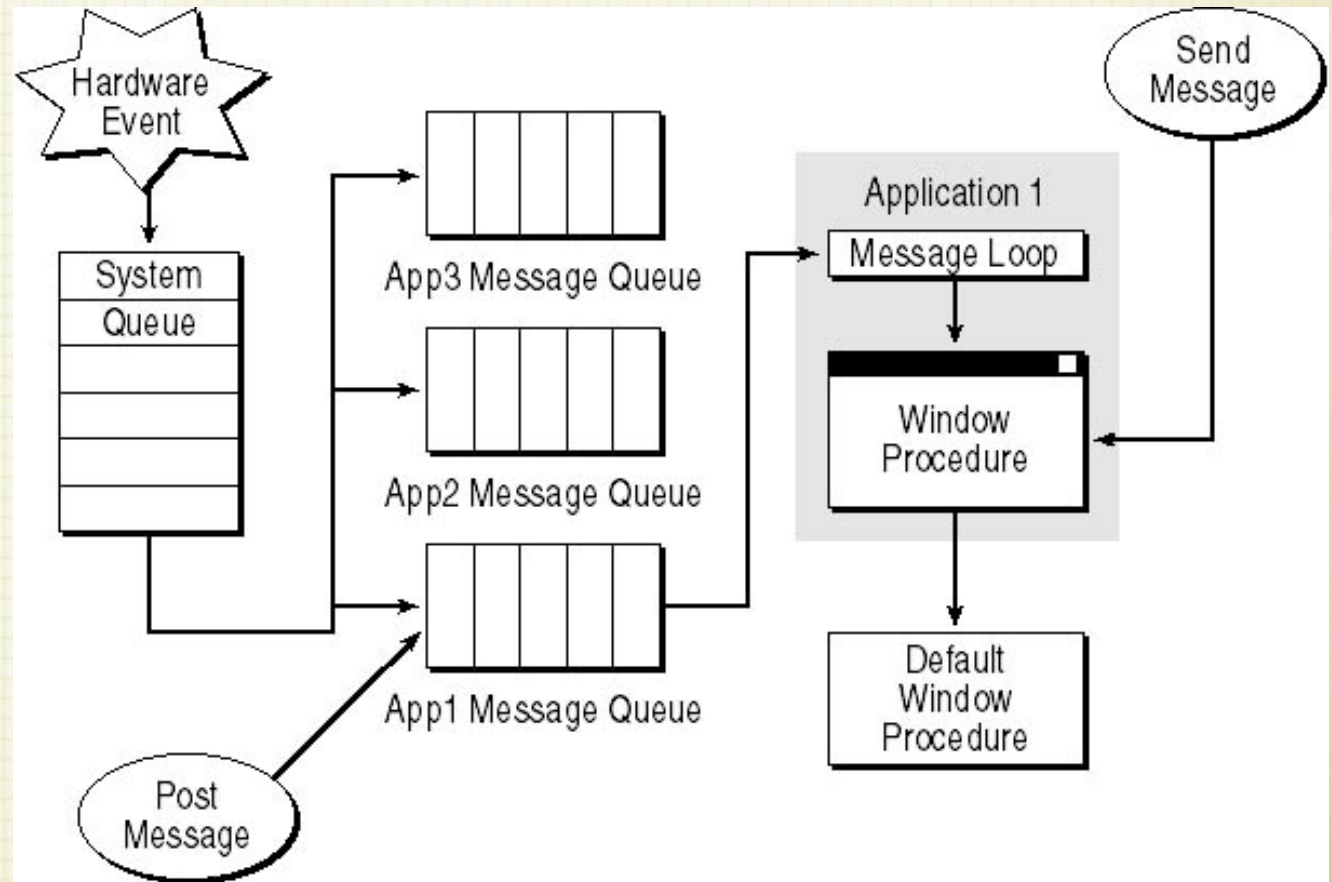 Hardware
Event
System
Queue
App3 Message Queue
App2 Message Queue
App1 Message Queue
Post
Message
Send
Message
Application 1
Message Loop
Window
Procedure
Default
Window
Procedure